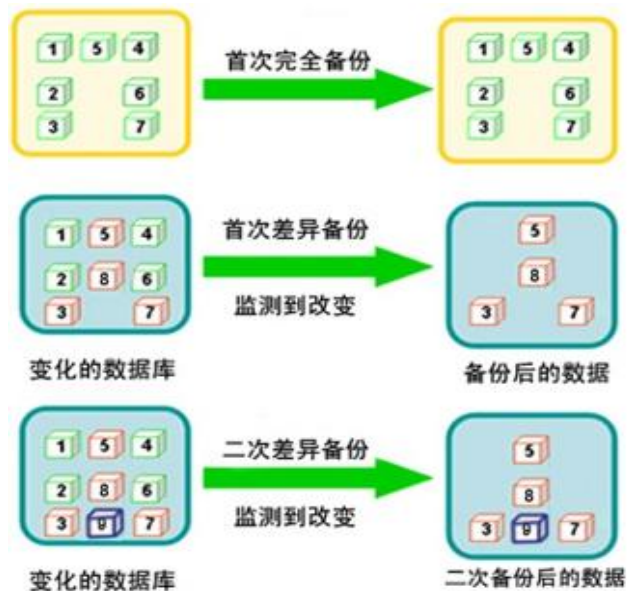 1 5 4 首次完全备份 1 5 4
2 6 2 6
3 7 3 7
1 5 4 首次差异备份 5
2 8 6 8
3 7 监测到改变 3 7
变化的数据库 备份后的数据
1 5 4 二次差异备份 5
2 8 6 8
3 9 7 监测到改变 3 9 7
变化的数据库 二次备份后的数据